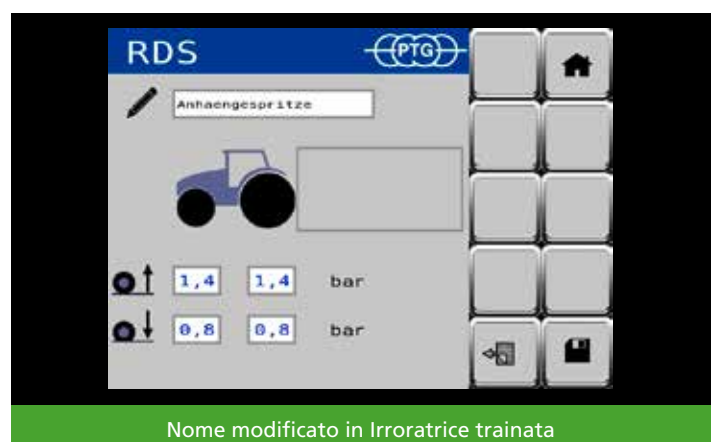 RDS PTG
Anhaengespritze
1,4 1,4 bar
0,8 0,8 bar
Nome modificato in Irroratrice trainata